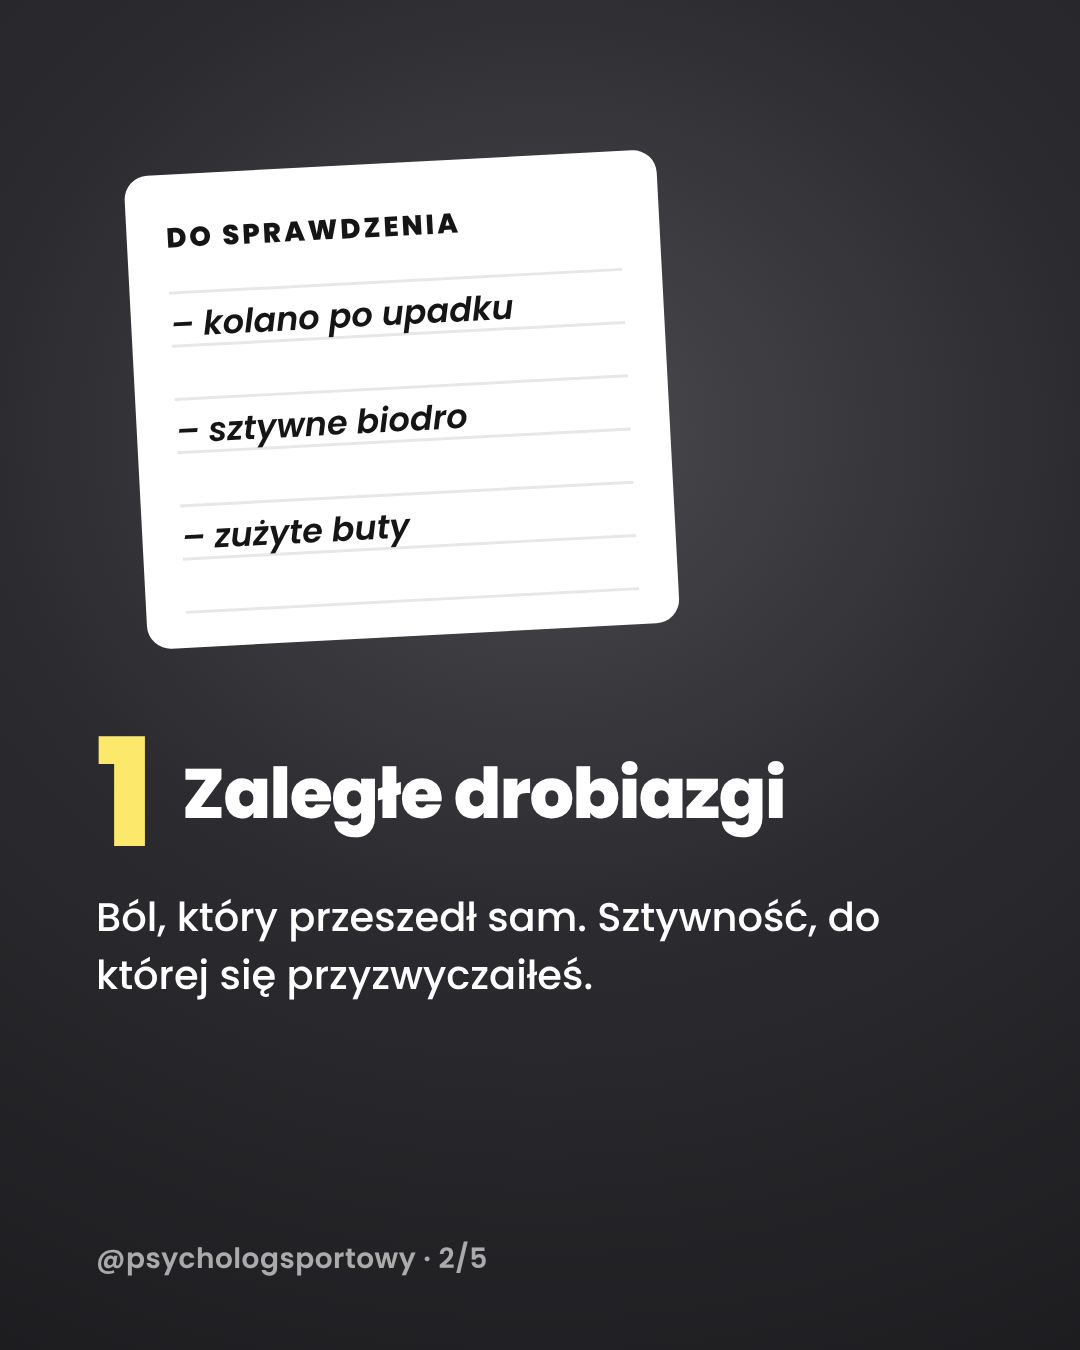 DO SPRAWDZENIA
– kolano po upadku
– sztywne biodro
– zużyte buty
1 Zaległe drobiazgi
Ból, który przeszedł sam. Sztywność, do
której się przyzwyczaiłeś.
@psychologsportowy · 2/5